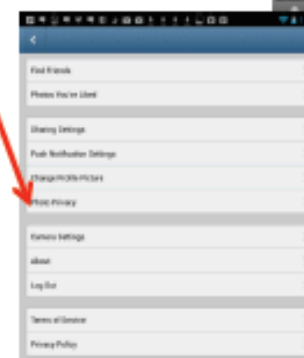 Find Friends
Photos You've Liked
Sharing Settings
Push Notification Settings
Change Profile Picture
Photo Privacy
Camera Settings
About
Log Out
Terms of Service
Privacy Policy